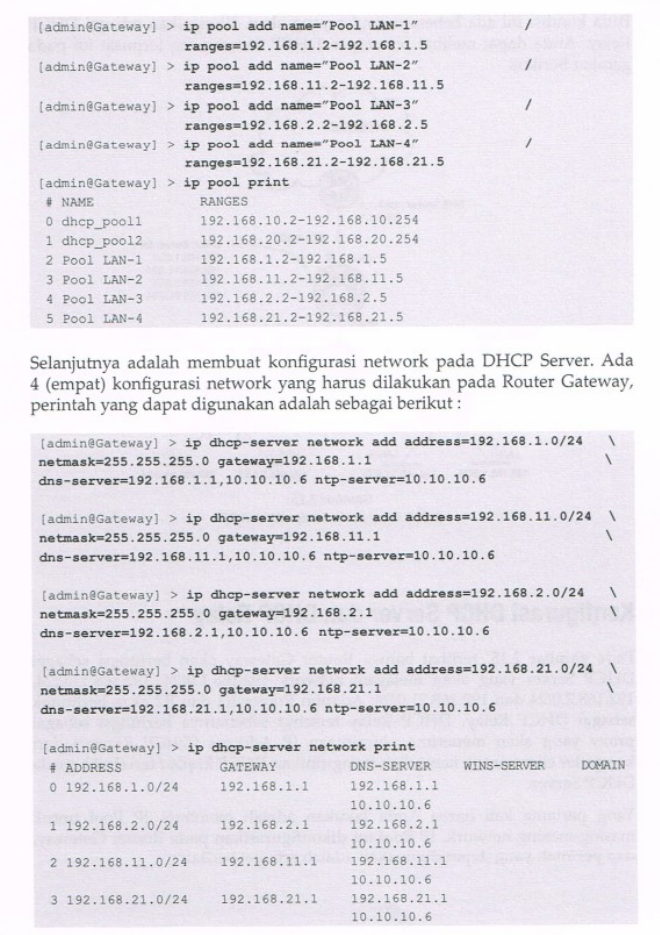 [admin@Gateway] > ip pool add name="Pool LAN-1" /
ranges=192.168.1.2-192.168.1.5
[admin@Gateway] > ip pool add name="Pool LAN-2" /
ranges=192.168.11.2-192.168.11.5
[admin@Gateway] > ip pool add name="Pool LAN-3" /
ranges=192.168.2.2-192.168.2.5
[admin@Gateway] > ip pool add name="Pool LAN-4" /
ranges=192.168.21.2-192.168.21.5
[admin@Gateway] > ip pool print
# NAME RANGES
0 dhcp_pool1 192.168.10.2-192.168.10.254
1 dhcp_pool2 192.168.20.2-192.168.20.254
2 Pool LAN-1 192.168.1.2-192.168.1.5
3 Pool LAN-2 192.168.11.2-192.168.11.5
4 Pool LAN-3 192.168.2.2-192.168.2.5
5 Pool LAN-4 192.168.21.2-192.168.21.5
Selanjutnya adalah membuat konfigurasi network pada DHCP Server. Ada
4 (empat) konfigurasi network yang harus dilakukan pada Router Gateway,
perintah yang dapat digunakan adalah sebagai berikut :
[admin@Gateway] > ip dhcp-server network add address=192.168.1.0/24 \
netmask=255.255.255.0 gateway=192.168.1.1 \
dns-server=192.168.1.1,10.10.10.6 ntp-server=10.10.10.6
[admin@Gateway] > ip dhcp-server network add address=192.168.11.0/24 \
netmask=255.255.255.0 gateway=192.168.11.1 \
dns-server=192.168.11.1,10.10.10.6 ntp-server=10.10.10.6
[admin@Gateway] > ip dhcp-server network add address=192.168.2.0/24 \
netmask=255.255.255.0 gateway=192.168.2.1 \
dns-server=192.168.2.1,10.10.10.6 ntp-server=10.10.10.6
[admin@Gateway] > ip dhcp-server network add address=192.168.21.0/24 \
netmask=255.255.255.0 gateway=192.168.21.1 \
dns-server=192.168.21.1,10.10.10.6 ntp-server=10.10.10.6
[admin@Gateway] > ip dhcp-server network print
# ADDRESS GATEWAY DNS-SERVER WINS-SERVER DOMAIN
0 192.168.1.0/24 192.168.1.1 192.168.1.1
10.10.10.6
1 192.168.2.0/24 192.168.2.1 192.168.2.1
10.10.10.6
2 192.168.11.0/24 192.168.11.1 192.168.11.1
10.10.10.6
3 192.168.21.0/24 192.168.21.1 192.168.21.1
10.10.10.6